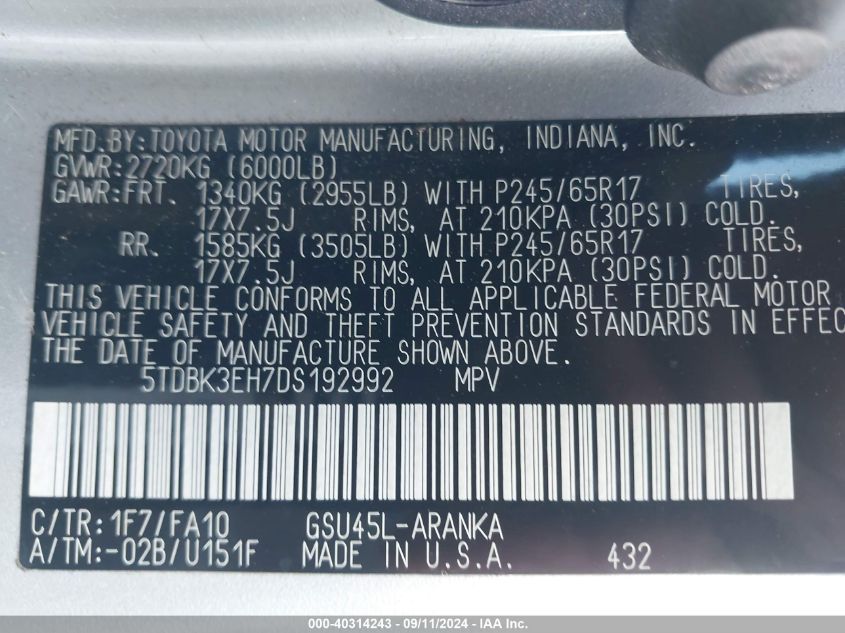 MFD.BY:TOYOTA MOTOR MANUFACTURING, INDIANA, INC.
GVWR:2720KG (6000LB)
GAWR:FRT. 1340KG (2955LB) WITH P245/65R17 TIRES,
17X7.5J RIMS, AT 210KPA (30PSI) COLD.
RR. 1585KG (3505LB) WITH P245/65R17 TIRES,
17X7.5J RIMS, AT 210KPA (30PSI) COLD.
THIS VEHICLE CONFORMS TO ALL APPLICABLE FEDERAL MOTOR
VEHICLE SAFETY AND THEFT PREVENTION STANDARDS IN EFFEC
THE DATE OF MANUFACTURE SHOWN ABOVE.
5TDBK3EH7DS192992 MPV
C/TR:1F7/FA10 GSU45L-ARANKA
A/TM:-02B/U151F MADE IN U.S.A. 432
000-40314243 - 09/11/2024 - IAA Inc.